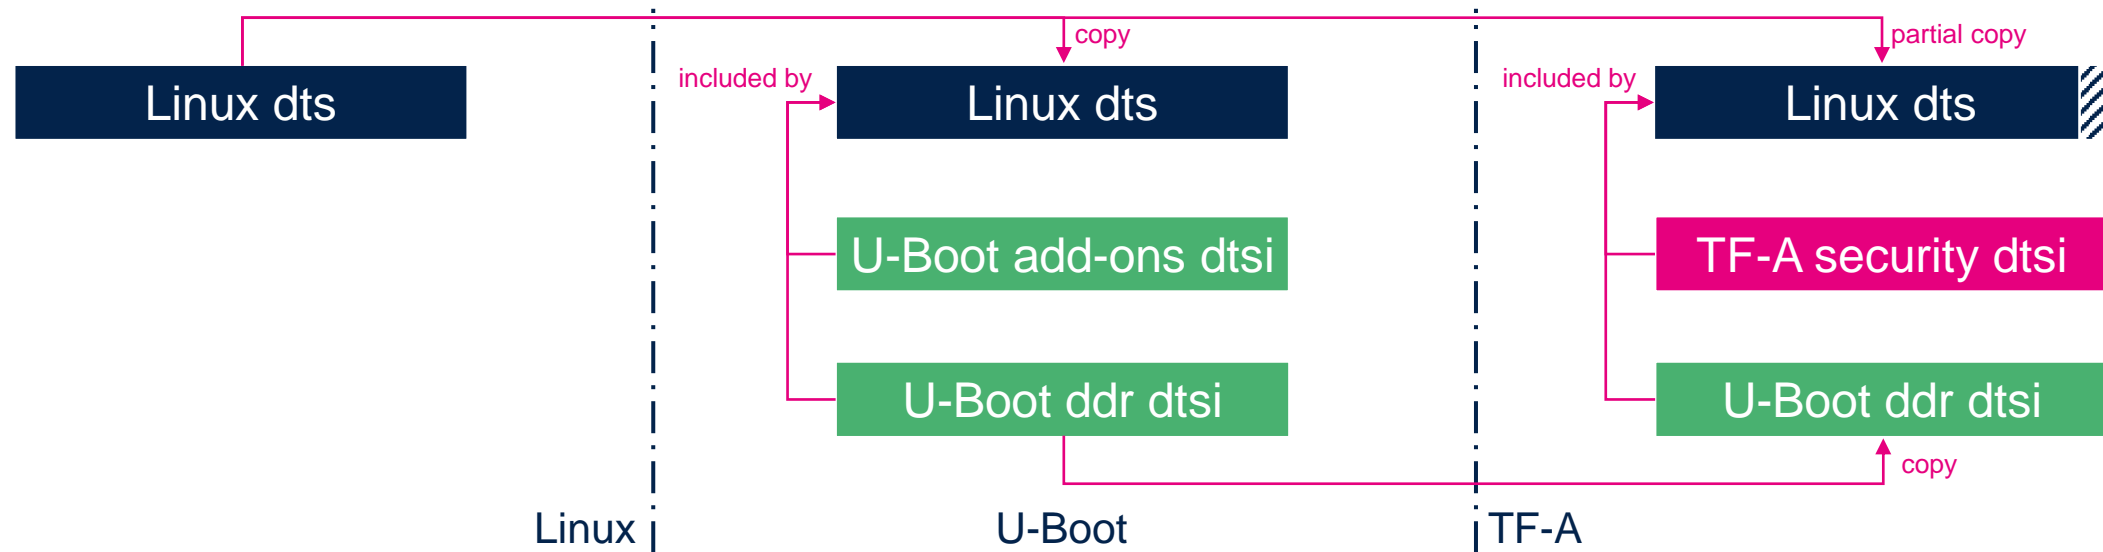 copy
partial copy
included by
included by
Linux dts
Linux dts
Linux dts
U-Boot add-ons dtsi
TF-A security dtsi
U-Boot ddr dtsi
U-Boot ddr dtsi
copy
Linux
U-Boot
TF-A